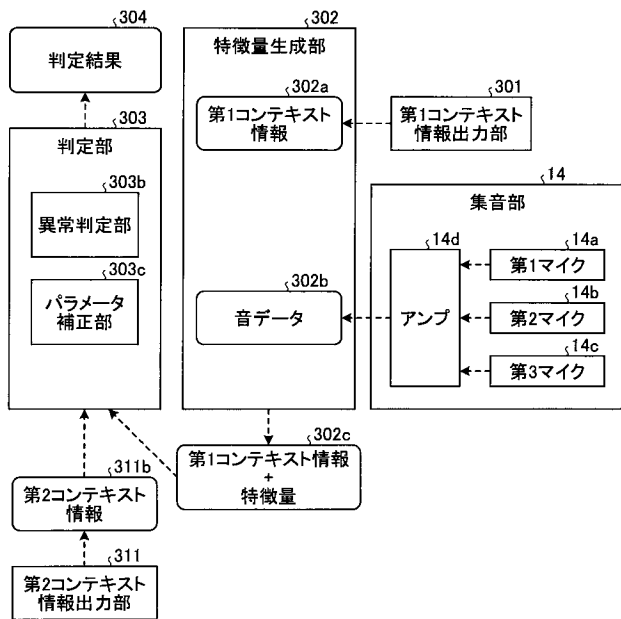 304
判定結果
303
判定部
303b
異常判定部
303c
パラメータ
補正部
302
特徴量生成部
302a
第1コンテキスト
情報
302b
音データ
301
第1コンテキスト
情報出力部
14
集音部
14d
アンプ
14a
第1マイク
14b
第2マイク
14c
第3マイク
302c
第1コンテキスト情報
+
特徴量
311b
第2コンテキスト
情報
311
第2コンテキスト
情報出力部